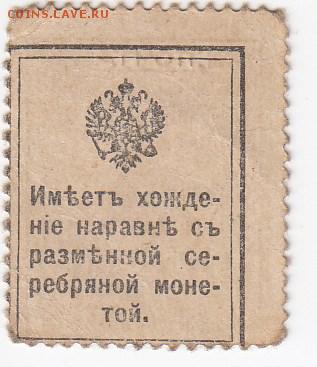 COINS.LAVE.RU
Имѣетъ хожде-
ніе наравнѣ съ
размѣнной се-
ребряной моне-
той.